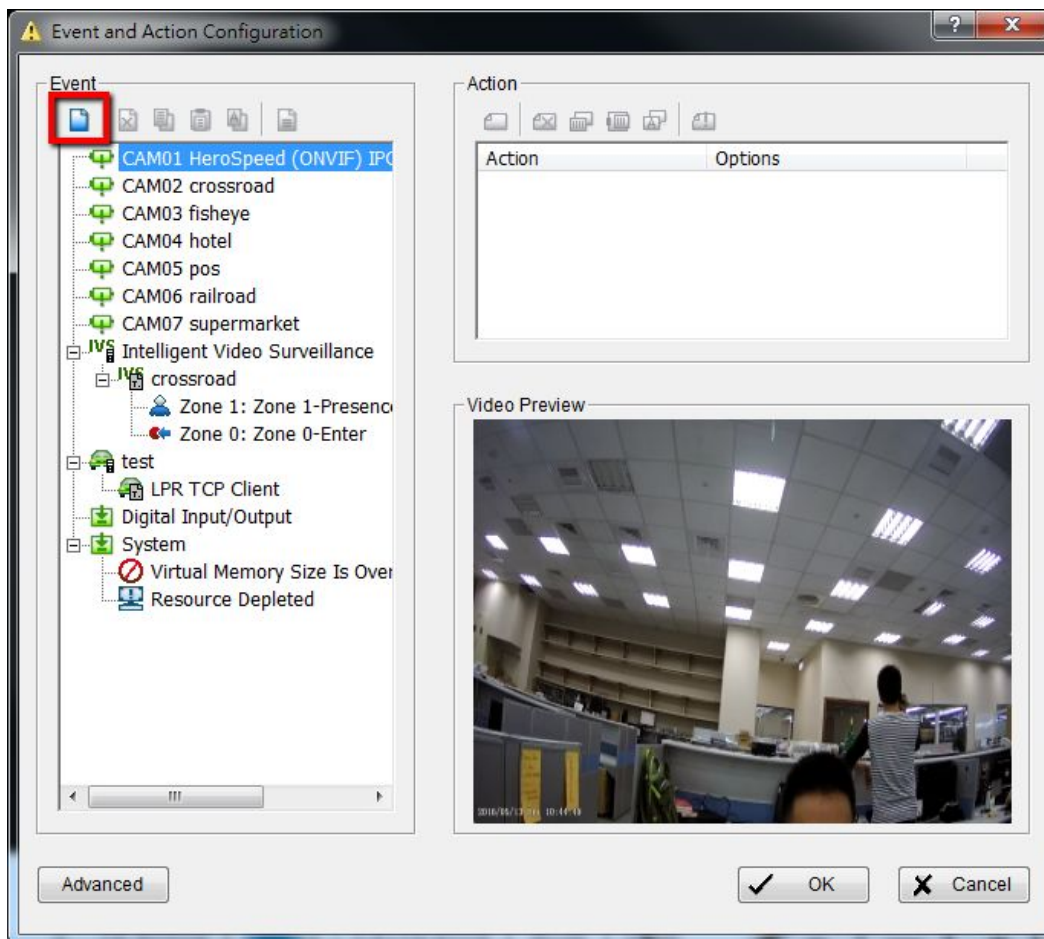 Event and Action Configuration
Event
CAM01 HeroSpeed (ONVIF) IPC
CAM02 crossroad
CAM03 fisheye
CAM04 hotel
CAM05 pos
CAM06 railroad
CAM07 supermarket
IVS Intelligent Video Surveillance
IVS crossroad
Zone 1: Zone 1-Presenc
Zone 0: Zone 0-Enter
test
LPR TCP Client
Digital Input/Output
System
Virtual Memory Size Is Over
Resource Depleted
Action
Action Options
Video Preview
Advanced
OK
Cancel